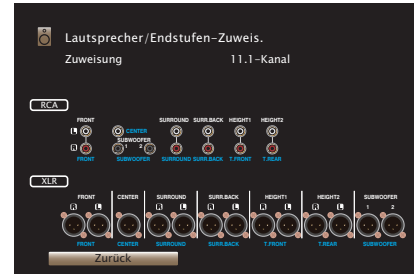 Lautsprecher/Endstufen-Zuweis.
Zuweisung 11.1-Kanal
RCA
FRONT SURROUND SURR.BACK HEIGHT1 HEIGHT2
L CENTER
SUBWOOFER
R 1 2
FRONT SUBWOOFER SURROUND SURR.BACK T.FRONT T.REAR
XLR
FRONT CENTER SURROUND SURR.BACK HEIGHT1 HEIGHT2 SUBWOOFER
R L R L R L R L R L 1 2
FRONT CENTER SURROUND SURR.BACK T.FRONT T.REAR SUBWOOFER
Zurück